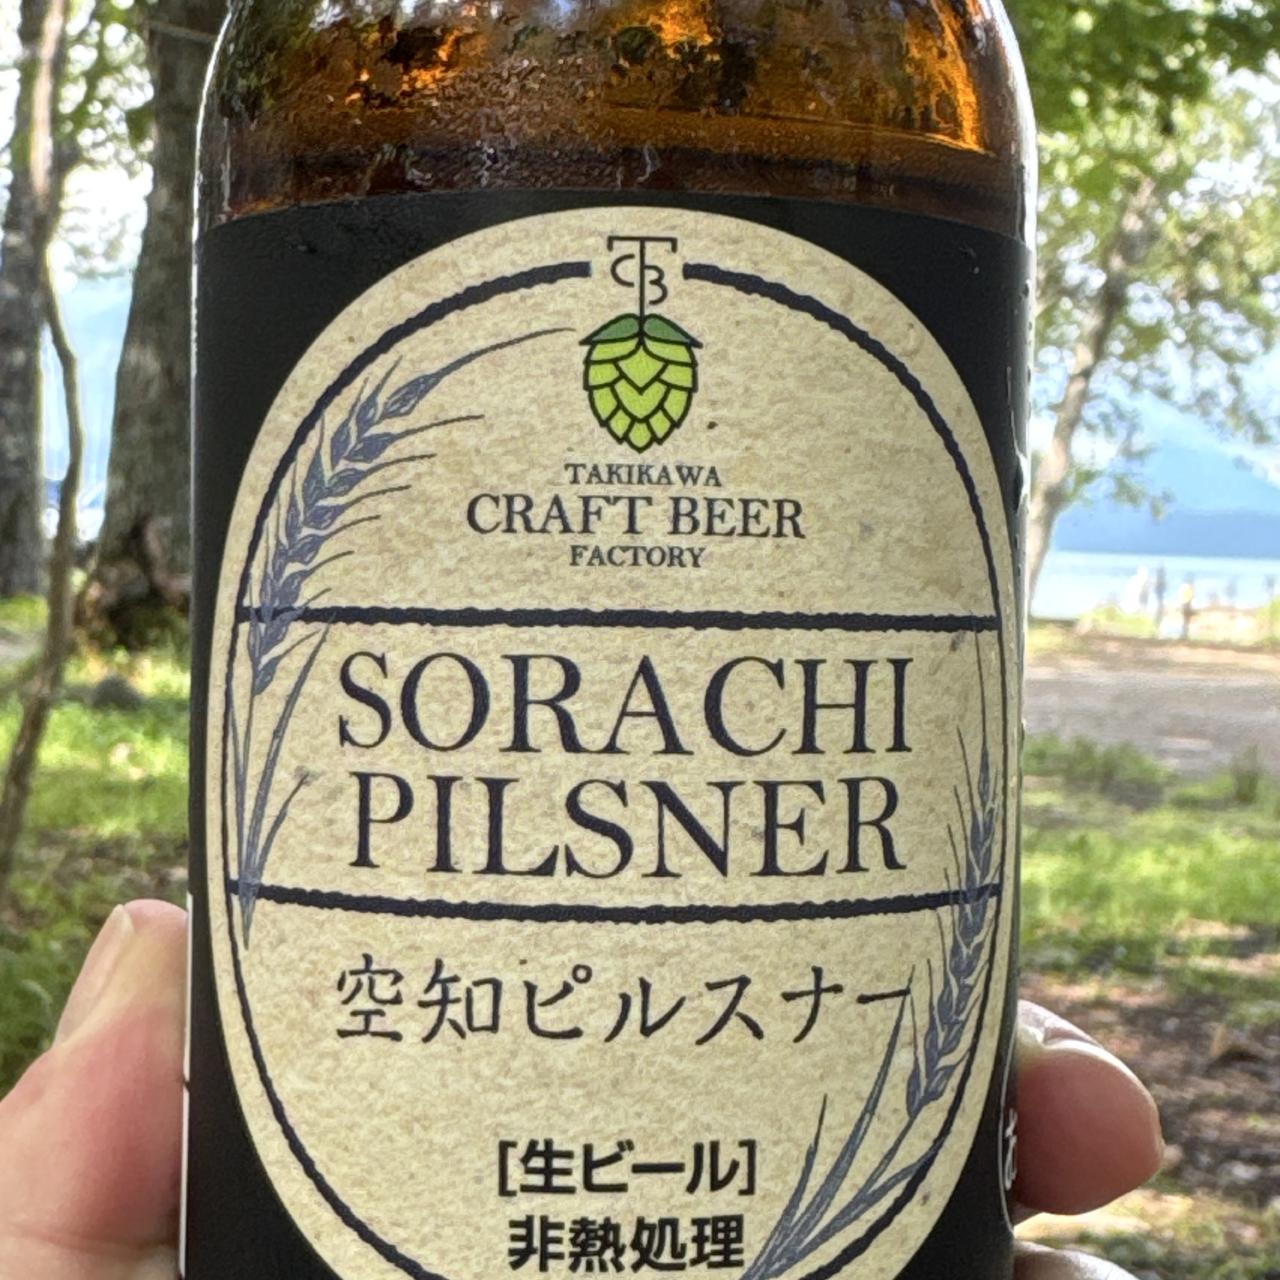 TCB
TAKIKAWA
CRAFT BEER
FACTORY
SORACHI
PILSNER
空知ピルスナー
[生ビール]
非熱処理